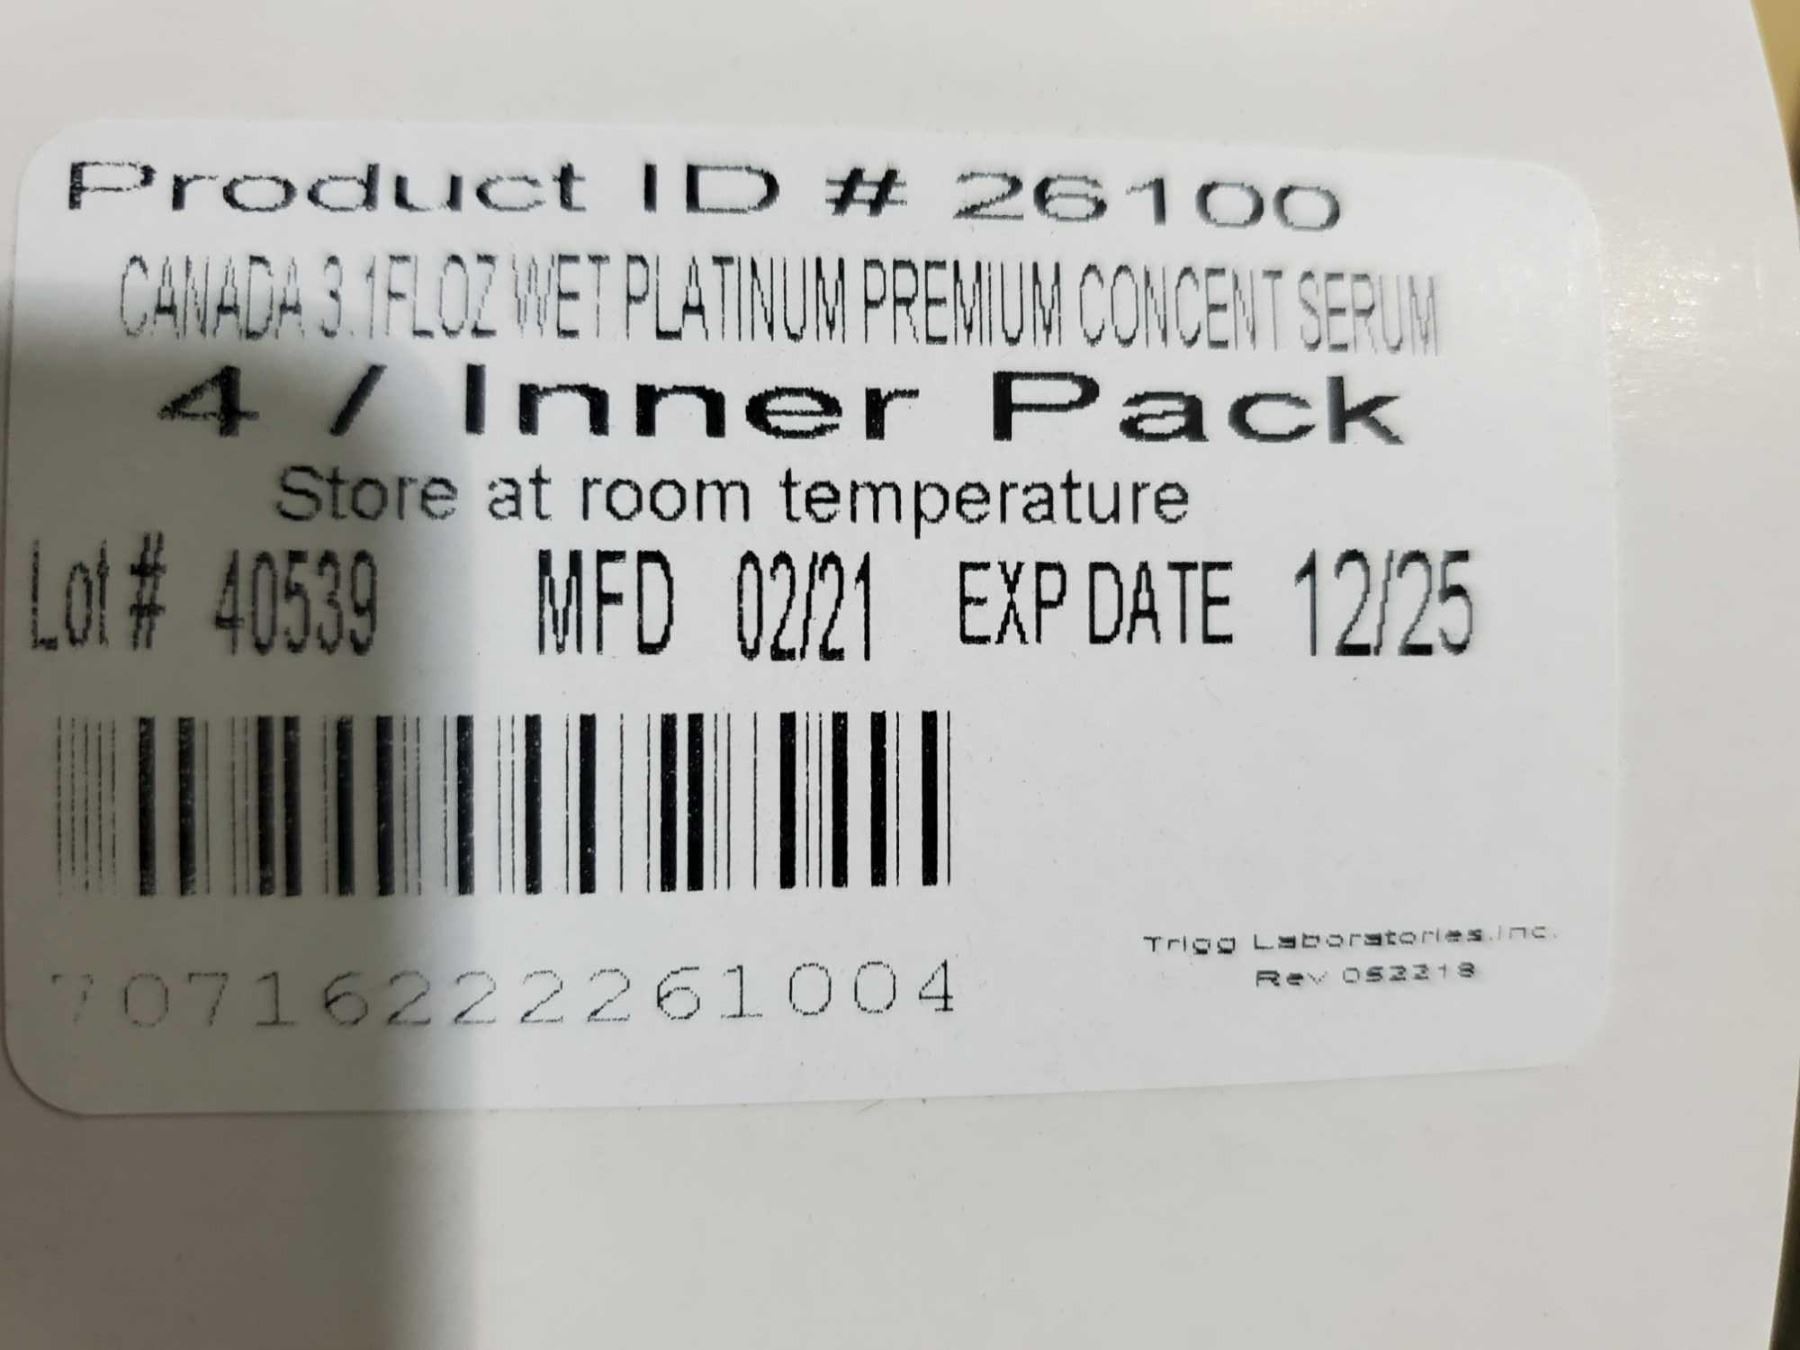 Product ID # 26100
CANADA 3.1FLOZ WET PLATINUM PREMIUM CONCENT SERUM
4 / Inner Pack
Store at room temperature
Lot # 40539 MFD 02/21 EXP DATE 12/25
70716222261004
Trigg Laboratories,Inc.
Rev 052218